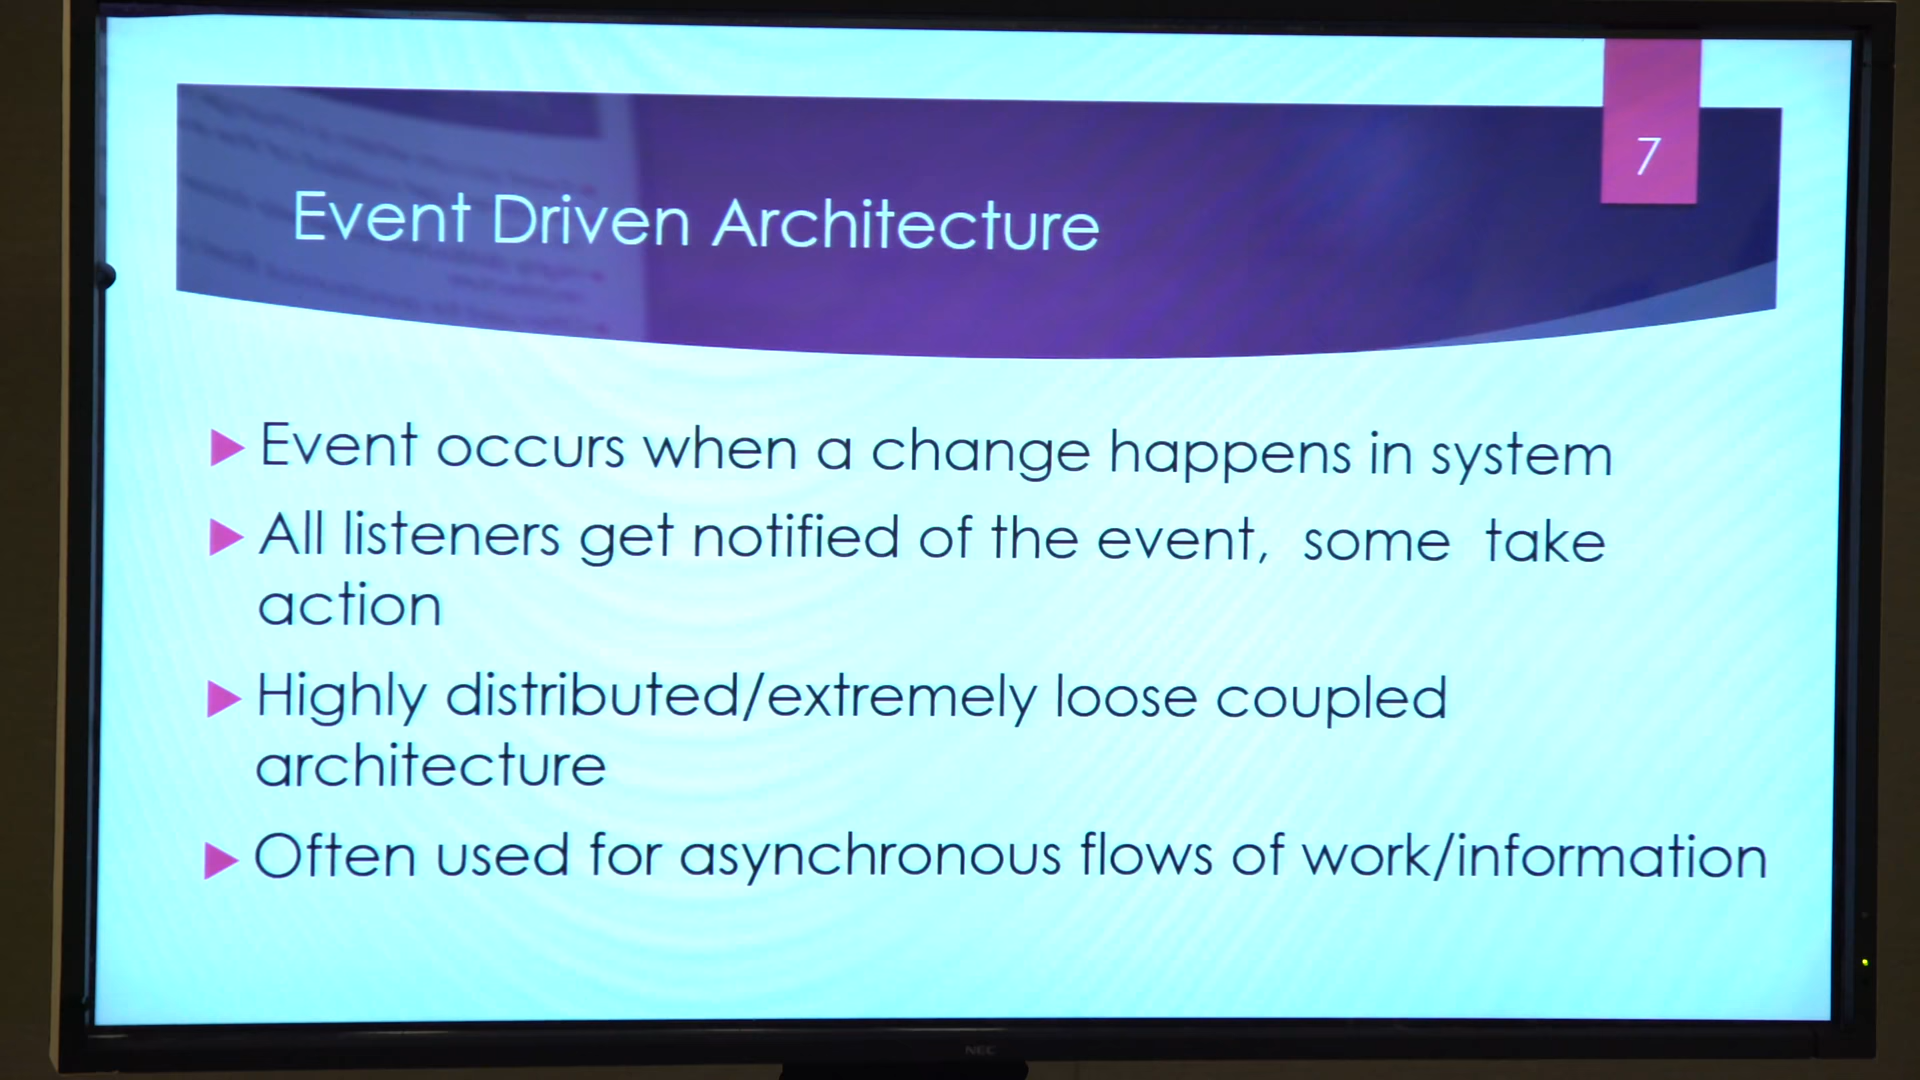 7
Event Driven Architecture
Event occurs when a change happens in system
All listeners get notified of the event, some take
action
Highly distributed/extremely loose coupled
architecture
Often used for asynchronous flows of work/information
NEC